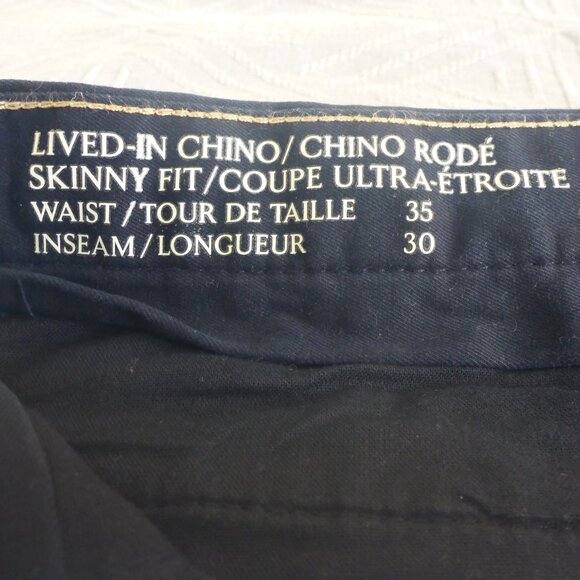 LIVED-IN CHINO/CHINO RODÉ
SKINNY FIT/COUPE ULTRA-ÉTROITE
WAIST/TOUR DE TAILLE 35
INSEAM/LONGUEUR 30